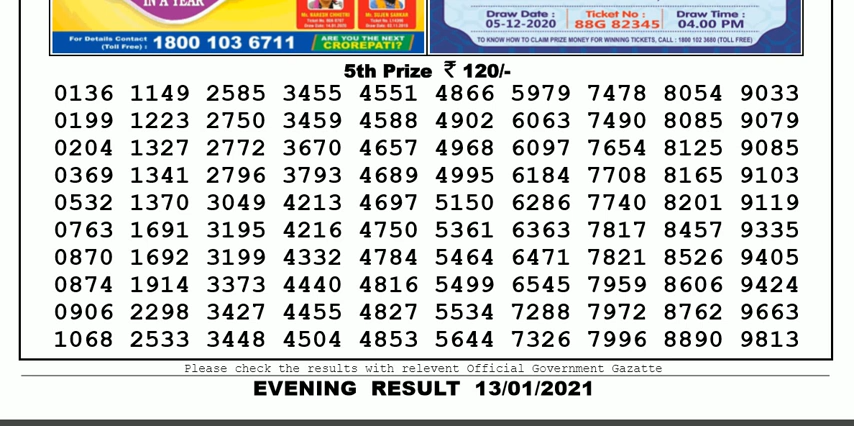 IN A YEAR
For Details Contact
(Toll Free) : 1800 103 6711
ARE YOU THE NEXT
CROREPATI?
Draw Date :
05-12-2020
Ticket No :
88G 82345
Draw Time :
04.00 PM
TO KNOW HOW TO CLAIM PRIZE MONEY FOR WINNING TICKETS, CALL : 1800 102 3680 (TOLL FREE)
5th Prize ₹ 120/-
0136 1149 2585 3455 4551 4866 5979 7478 8054 9033
0199 1223 2750 3459 4588 4902 6063 7490 8085 9079
0204 1327 2772 3670 4657 4968 6097 7654 8125 9085
0369 1341 2796 3793 4689 4995 6184 7708 8165 9103
0532 1370 3049 4213 4697 5150 6286 7740 8201 9119
0763 1691 3195 4216 4750 5361 6363 7817 8457 9335
0870 1692 3199 4332 4784 5464 6471 7821 8526 9405
0874 1914 3373 4440 4816 5499 6545 7959 8606 9424
0906 2298 3427 4455 4827 5534 7288 7972 8762 9663
1068 2533 3448 4504 4853 5644 7326 7996 8890 9813
Please check the results with relevent Official Government Gazatte
EVENING RESULT 13/01/2021